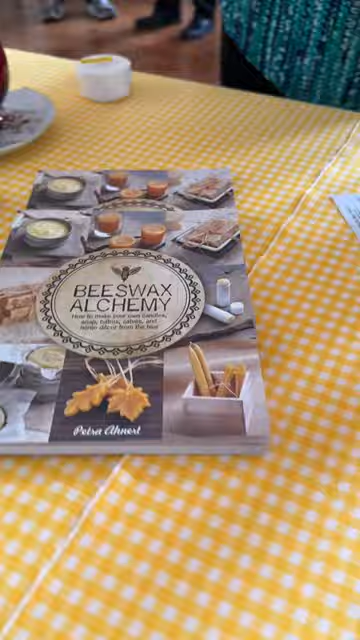 BEESWAX
ALCHEMY
How to make your own candles,
soap, balms, salves, and
home décor from the hive
Petra Ahnert